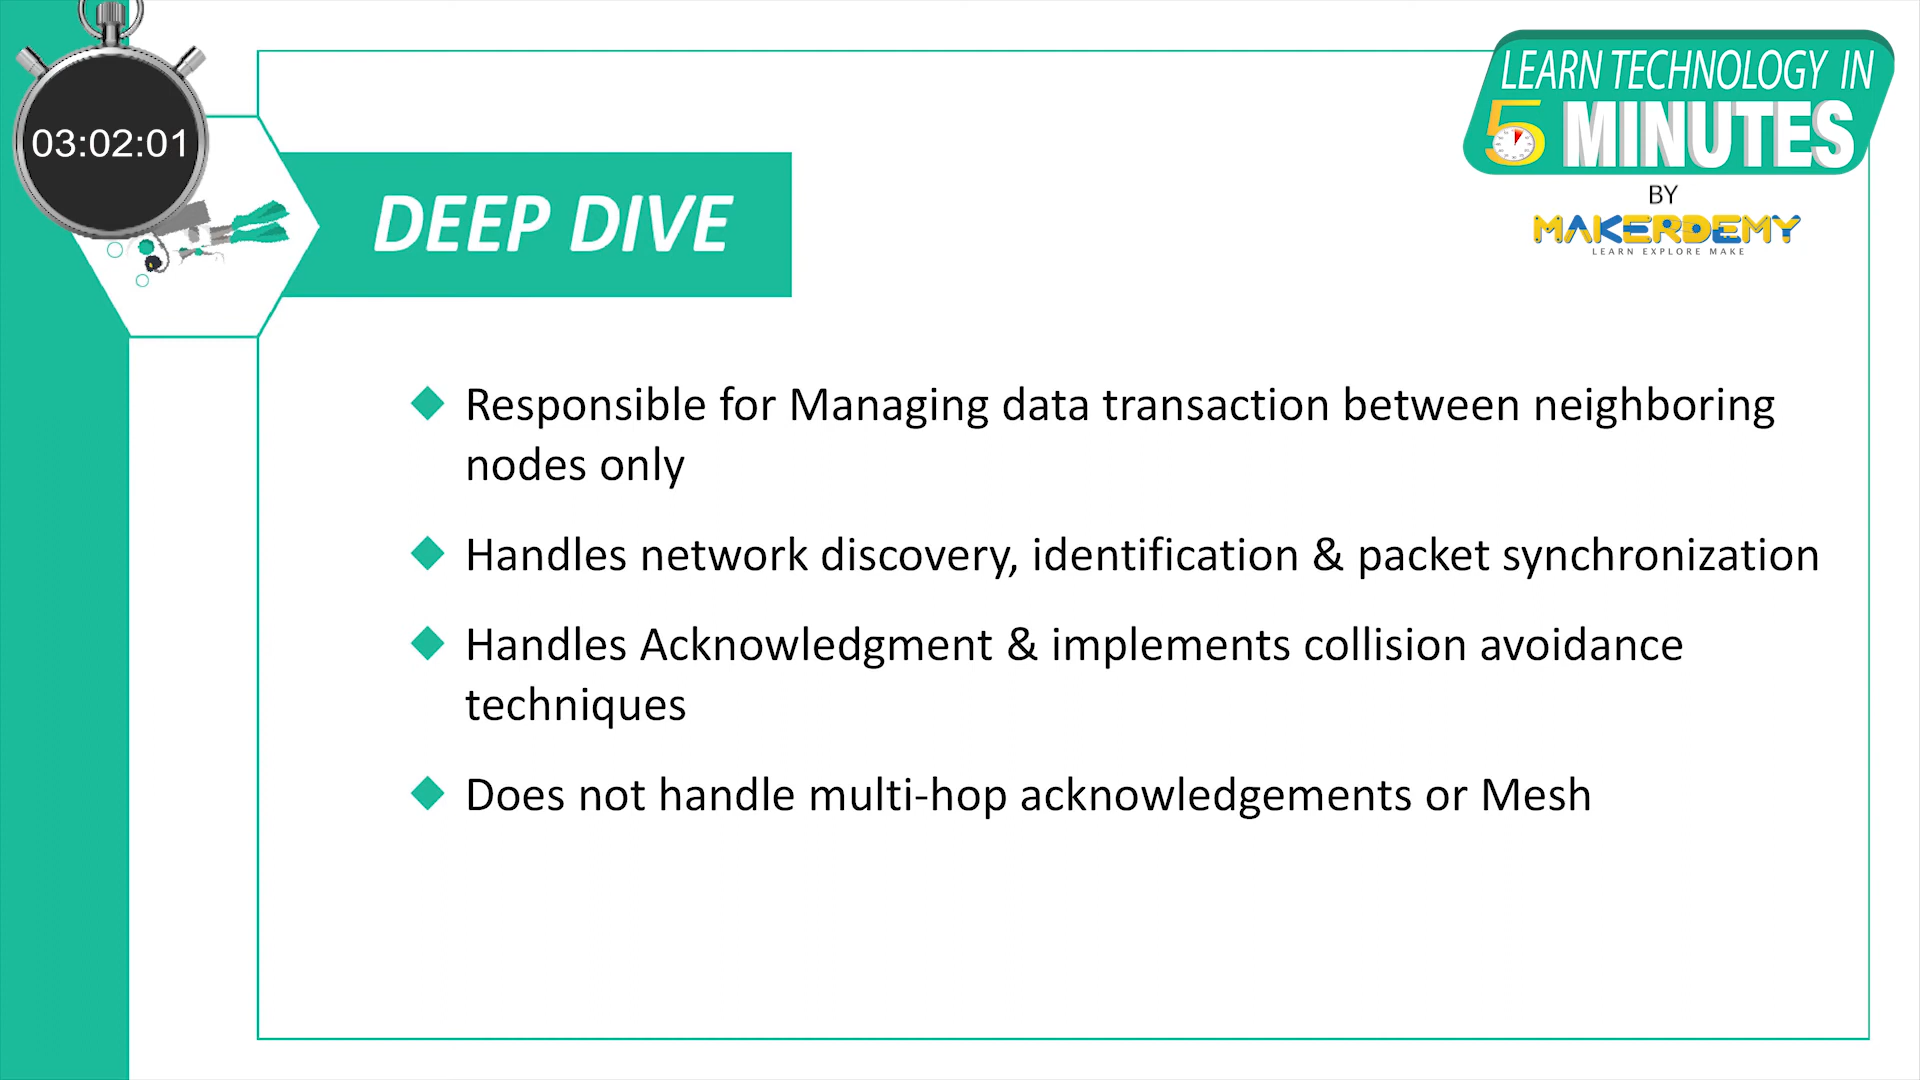 03:02:01
LEARN TECHNOLOGY IN
5 MINUTES
BY
MAKERDEMY
LEARN EXPLORE MAKE
DEEP DIVE
Responsible for Managing data transaction between neighboring
nodes only
Handles network discovery, identification & packet synchronization
Handles Acknowledgment & implements collision avoidance
techniques
Does not handle multi-hop acknowledgements or Mesh